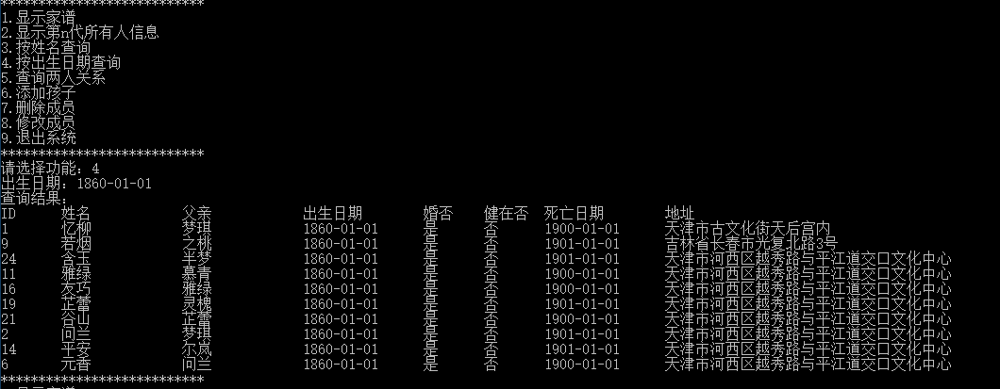 ***************************
1.显示家谱
2.显示第n代所有人信息
3.按姓名查询
4.按出生日期查询
5.查询两人关系
6.添加孩子
7.删除成员
8.修改成员
9.退出系统
***************************
请选择功能：4
出生日期：1860-01-01
查询结果：
ID 姓名 父亲 出生日期 婚否 健在否 死亡日期 地址
1 忆柳 梦琪 1860-01-01 是 否 1900-01-01 天津市古文化街天后宫内
9 若烟 之桃 1860-01-01 是 否 1900-01-01 吉林省长春市光复北路3号
24 含玉 半梦 1860-01-01 是 否 1901-01-01 天津市河西区越秀路与平江道交口文化中心
11 雅绿 慕青 1860-01-01 是 否 1900-01-01 天津市河西区越秀路与平江道交口文化中心
16 友巧 雅绿 1860-01-01 是 否 1900-01-01 天津市河西区越秀路与平江道交口文化中心
19 芷蕾 灵槐 1860-01-01 是 否 1901-01-01 天津市河西区越秀路与平江道交口文化中心
21 谷山 芷蕾 1860-01-01 是 否 1900-01-01 天津市河西区越秀路与平江道交口文化中心
2 问兰 梦琪 1860-01-01 是 否 1901-01-01 天津市河西区越秀路与平江道交口文化中心
14 平安 尔岚 1860-01-01 是 否 1901-01-01 天津市河西区越秀路与平江道交口文化中心
6 元香 问兰 1860-01-01 是 否 1900-01-01 天津市河西区越秀路与平江道交口文化中心
***************************